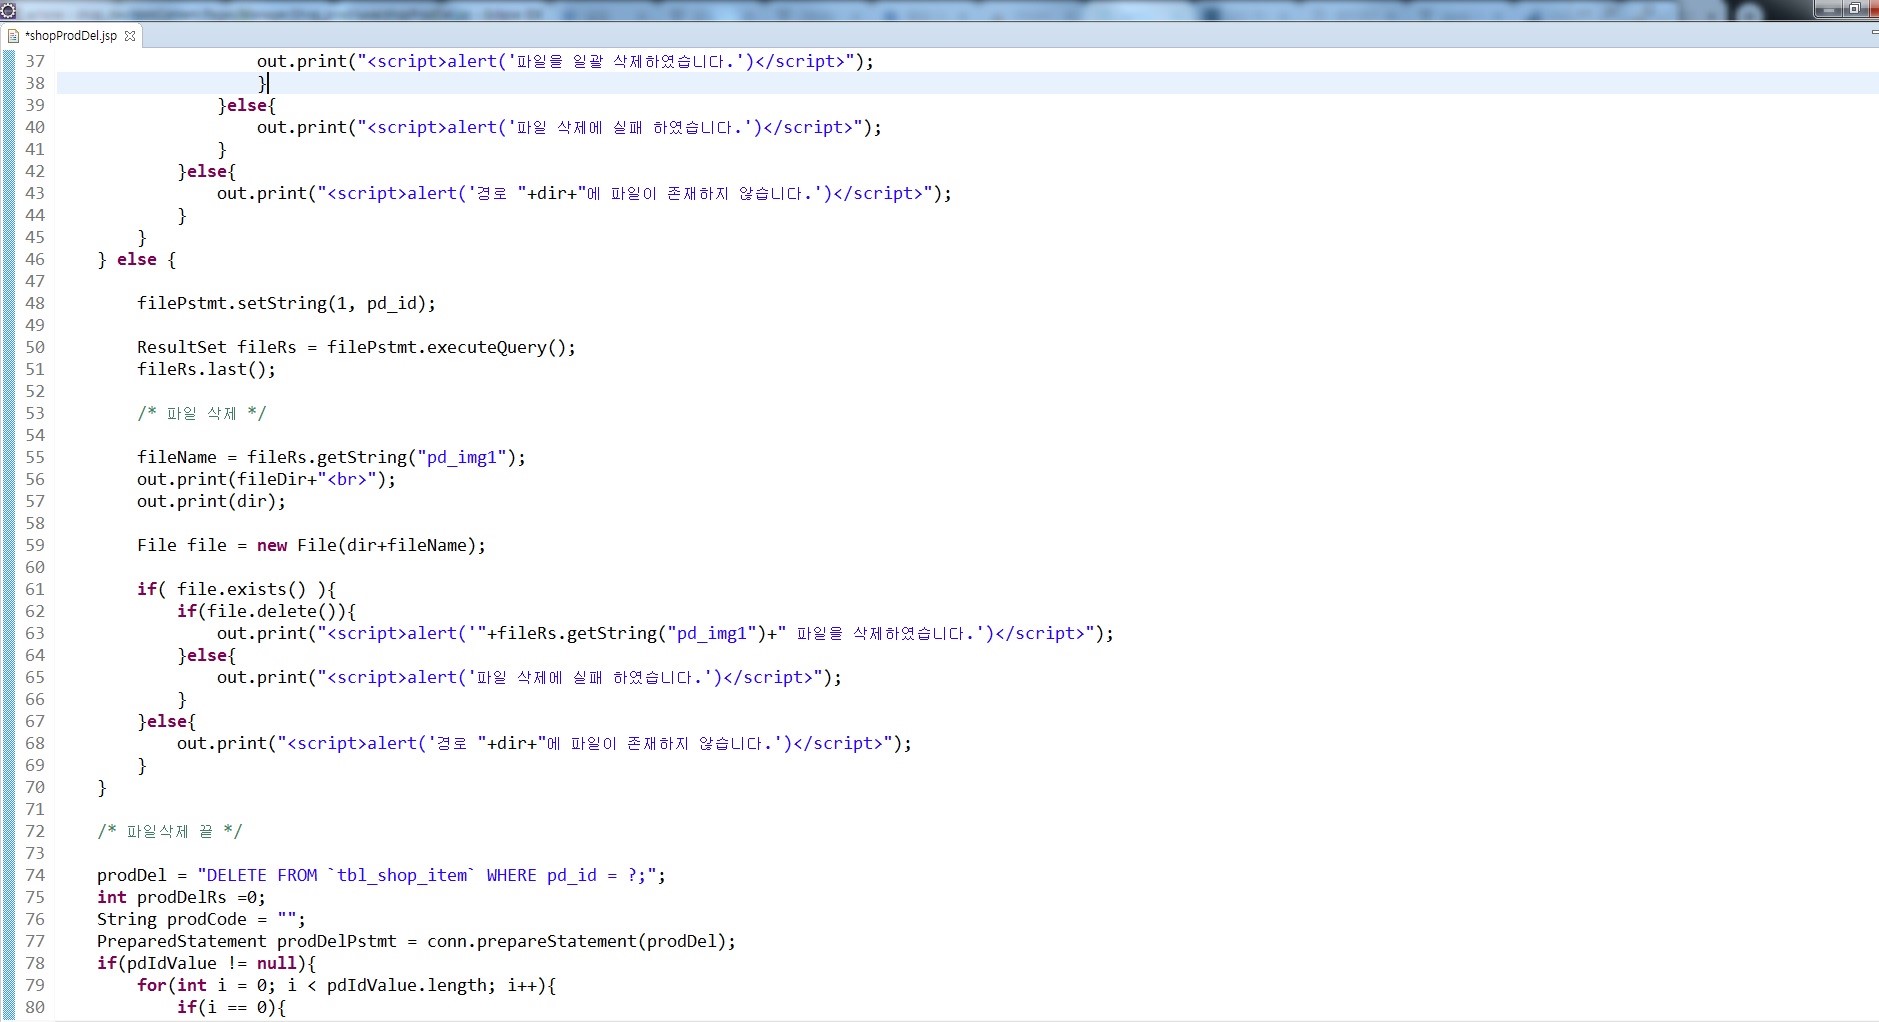 *shopProdDel.jsp
37 out.print("<script>alert('파일을 일괄 삭제하였습니다.')</script>");
38 }
39 }else{
40 out.print("<script>alert('파일 삭제에 실패 하였습니다.')</script>");
41 }
42 }else{
43 out.print("<script>alert('경로 "+dir+"에 파일이 존재하지 않습니다.')</script>");
44 }
45 }
46 } else {
47
48 filePstmt.setString(1, pd_id);
49
50 ResultSet fileRs = filePstmt.executeQuery();
51 fileRs.last();
52
53 /* 파일 삭제 */
54
55 fileName = fileRs.getString("pd_img1");
56 out.print(fileDir+"<br>");
57 out.print(dir);
58
59 File file = new File(dir+fileName);
60
61 if( file.exists() ){
62 if(file.delete()){
63 out.print("<script>alert('"+fileRs.getString("pd_img1")+" 파일을 삭제하였습니다.')</script>");
64 }else{
65 out.print("<script>alert('파일 삭제에 실패 하였습니다.')</script>");
66 }
67 }else{
68 out.print("<script>alert('경로 "+dir+"에 파일이 존재하지 않습니다.')</script>");
69 }
70 }
71
72 /* 파일삭제 끝 */
73
74 prodDel = "DELETE FROM `tbl_shop_item` WHERE pd_id = ?;";
75 int prodDelRs =0;
76 String prodCode = "";
77 PreparedStatement prodDelPstmt = conn.prepareStatement(prodDel);
78 if(pdIdValue != null){
79 for(int i = 0; i < pdIdValue.length; i++){
80 if(i == 0){